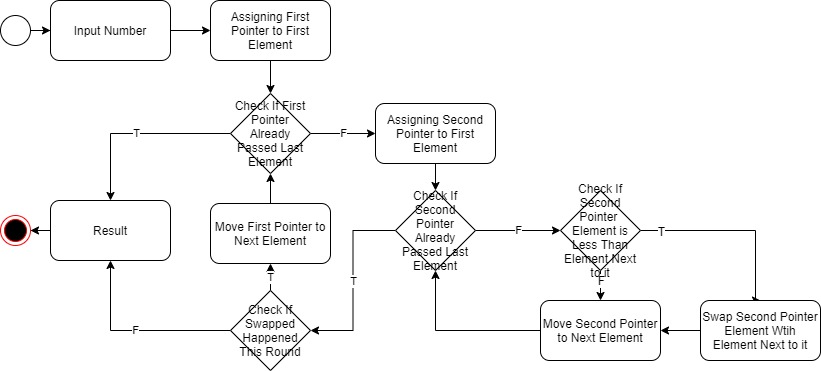 Input Number
Assigning First
Pointer to First
Element
Check If First
Pointer
Already
Passed Last
Element
T
F
Assigning Second
Pointer to First
Element
Result
Move First Pointer to
Next Element
Check If
Second
Pointer
Already
Passed Last
Element
F
Check If
Second
Pointer
Element is
Less Than
Element Next
to it
T
F
T
T
Check If
Swapped
Happened
This Round
F
Move Second Pointer
to Next Element
Swap Second Pointer
Element Wtih
Element Next to it